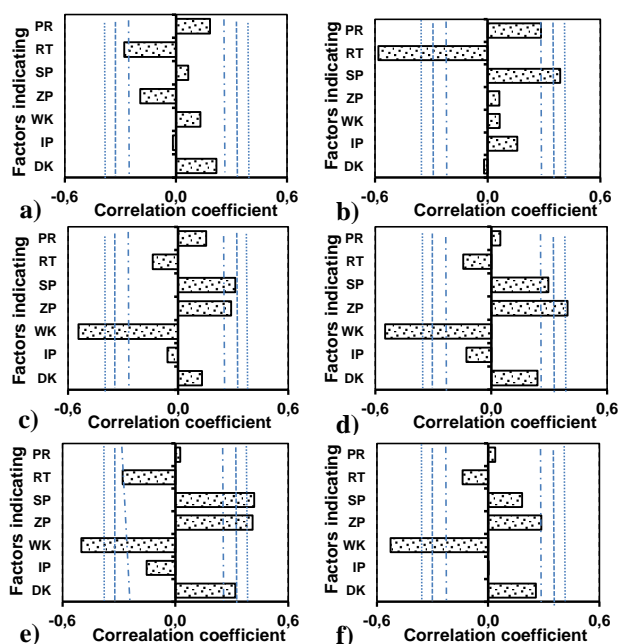 Factors indicating
PR
RT
SP
ZP
WK
IP
DK
-0,6
0,0
0,6
a)
Correlation coefficient
Factors indicating
PR
RT
SP
ZP
WK
IP
DK
-0,6
0,0
0,6
b)
Correlation coefficient
Factors indicating
PR
RT
SP
ZP
WK
IP
DK
-0,6
0,0
0,6
c)
Correlation coefficient
Factors indicating
PR
RT
SP
ZP
WK
IP
DK
-0,6
0,0
0,6
d)
Correlation coefficient
Factors indicating
PR
RT
SP
ZP
WK
IP
DK
-0,6
0,0
0,6
e)
Correlation coefficient
Factors indicating
PR
RT
SP
ZP
WK
IP
DK
-0,6
0,0
0,6
f)
Correlation coefficient